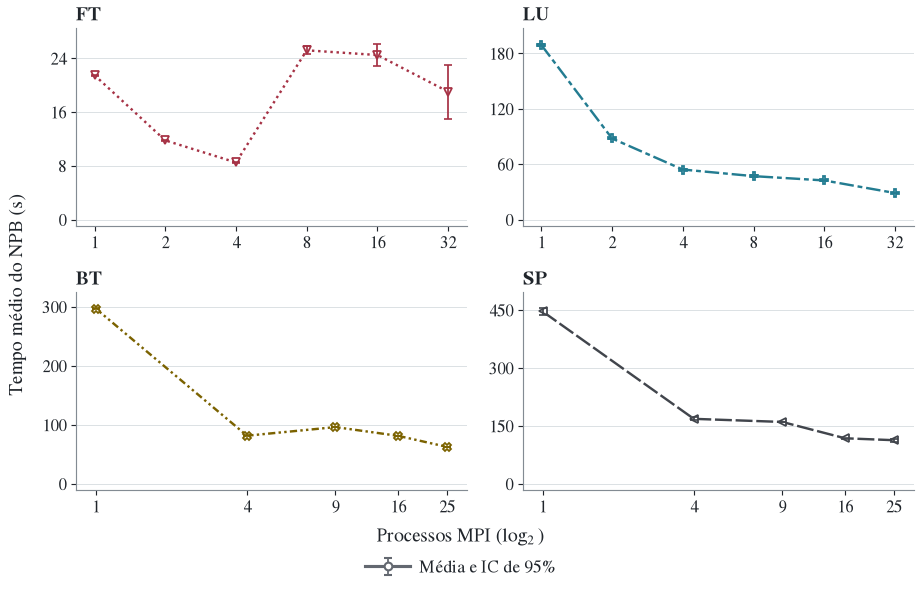 FT
24
16
8
0
1 2 4 8 16 32
LU
180
120
60
0
1 2 4 8 16 32
Tempo médio do NPB (s)
BT
300
200
100
0
1 4 9 16 25
SP
450
300
150
0
1 4 9 16 25
Processos MPI (log₂ )
Média e IC de 95%